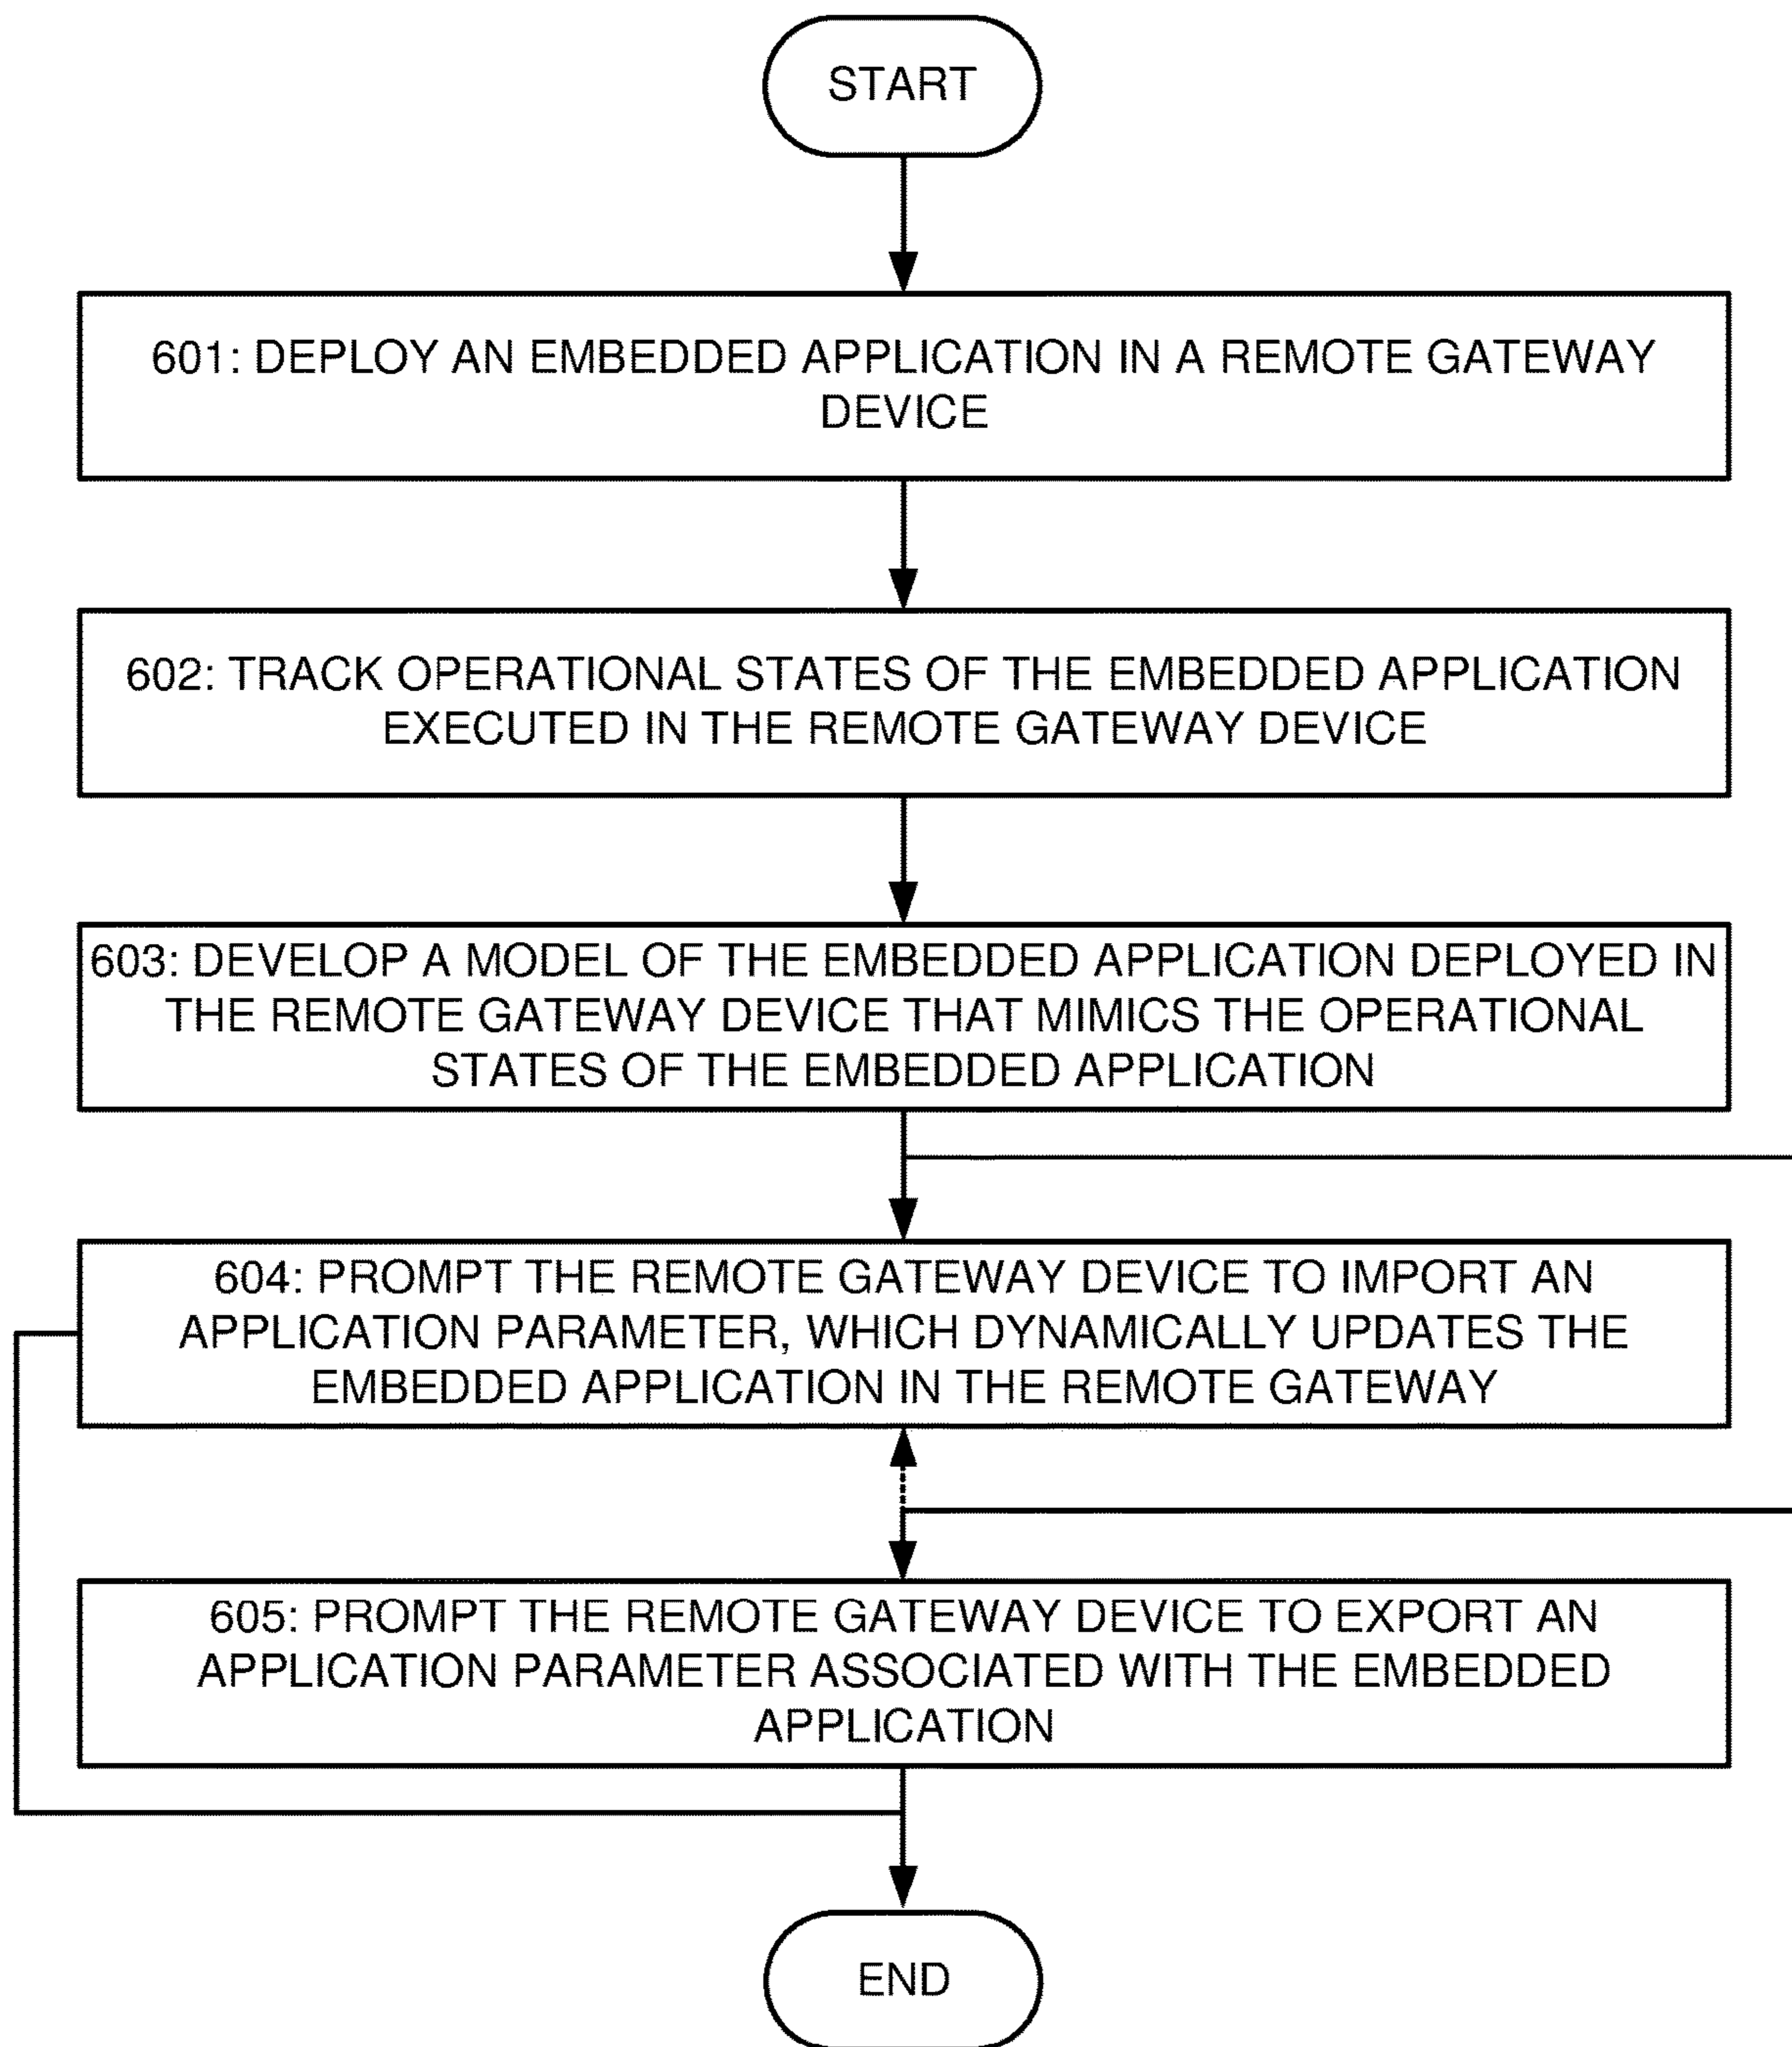 START
601: DEPLOY AN EMBEDDED APPLICATION IN A REMOTE GATEWAY
DEVICE
602: TRACK OPERATIONAL STATES OF THE EMBEDDED APPLICATION
EXECUTED IN THE REMOTE GATEWAY DEVICE
603: DEVELOP A MODEL OF THE EMBEDDED APPLICATION DEPLOYED IN
THE REMOTE GATEWAY DEVICE THAT MIMICS THE OPERATIONAL
STATES OF THE EMBEDDED APPLICATION
604: PROMPT THE REMOTE GATEWAY DEVICE TO IMPORT AN
APPLICATION PARAMETER, WHICH DYNAMICALLY UPDATES THE
EMBEDDED APPLICATION IN THE REMOTE GATEWAY
605: PROMPT THE REMOTE GATEWAY DEVICE TO EXPORT AN
APPLICATION PARAMETER ASSOCIATED WITH THE EMBEDDED
APPLICATION
END